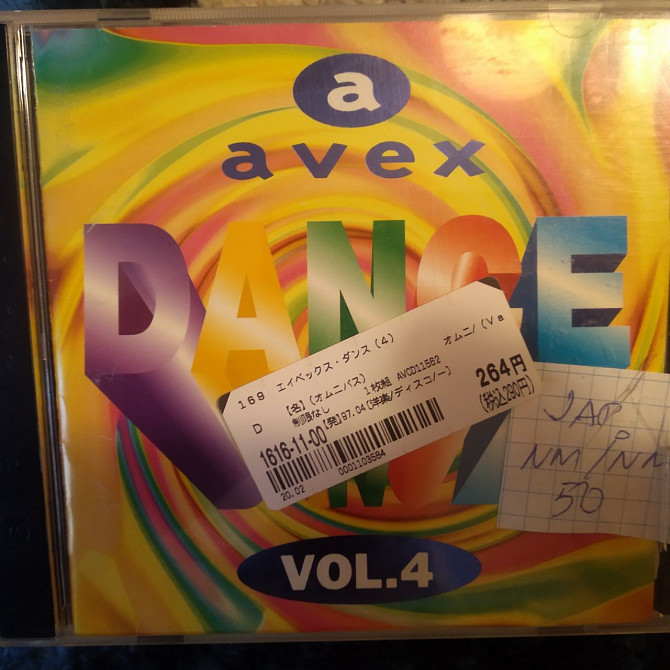 a
avex
DANCE
169 エイベックス・ダンス(4)
オムニ/(Va
D 【名】(オムニバス)
制限なし 1枚組 AVCD11562
【発】97.04【洋楽/ディスコ/ー】
264円
(税込290円)
1616-11-00
0001103584
20.02
JAP
NM/NM
50
VOL.4